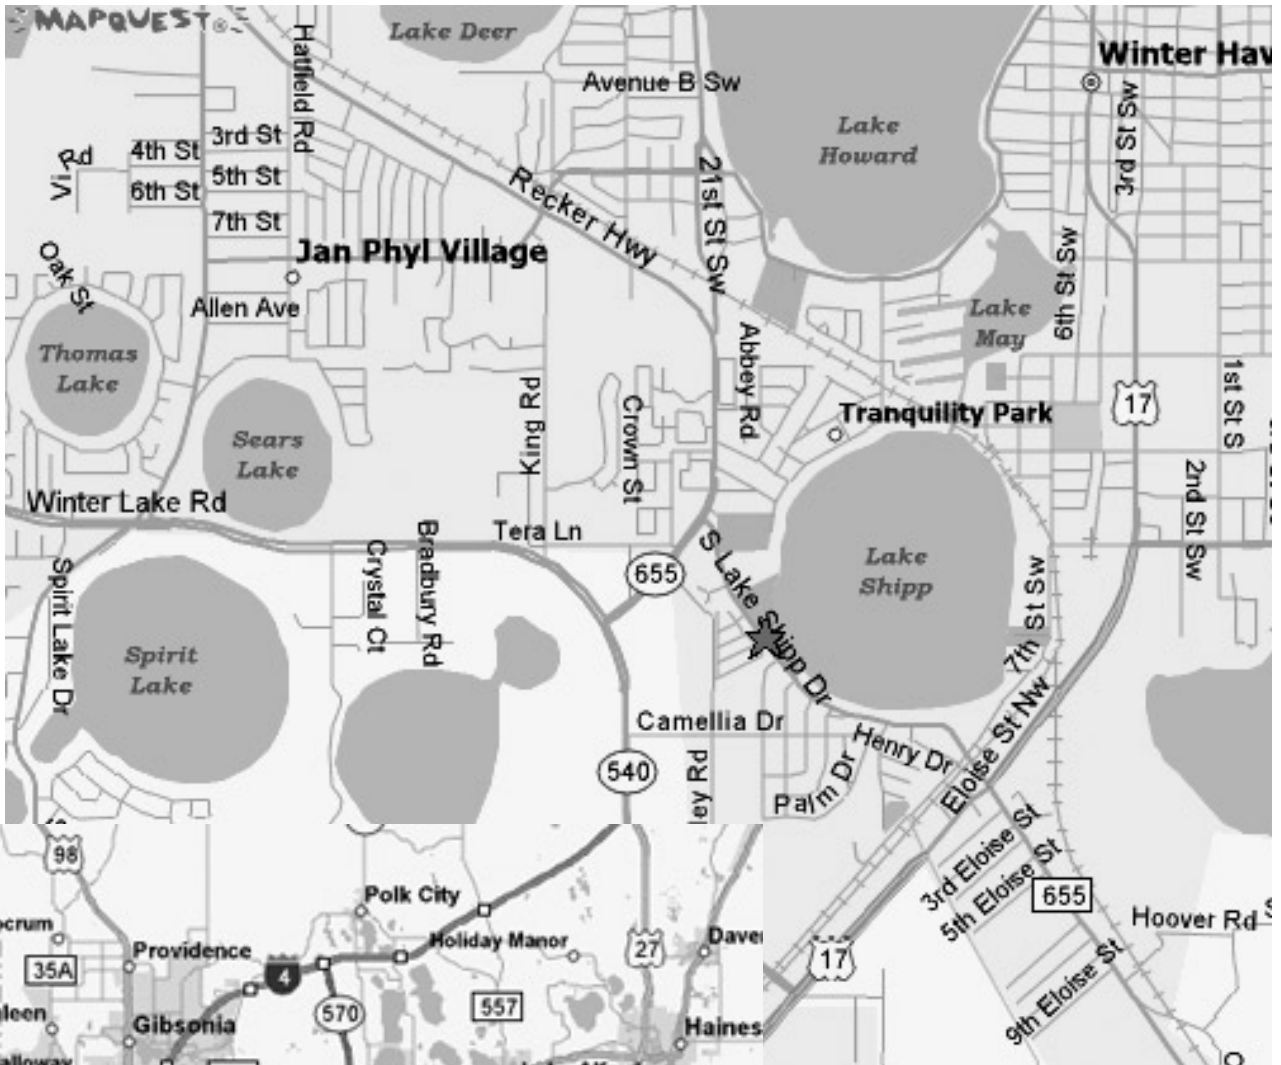 MAPQUEST
Lake Deer
Hatfield Rd
Avenue B Sw
Winter Hav
Lake
Howard
3rd St Sw
3rd St
4th St
Rd
Vi
5th St
6th St
7th St
21st St Sw
Recker Hwy
Jan Phyl Village
Oak St
6th St Sw
Allen Ave
Lake
May
Thomas
Lake
Abbey Rd
1st St S
17
King Rd
Crown St
Tranquility Park
Sears
Lake
2nd St Sw
Winter Lake Rd
Tera Ln
Bradbury Rd
Crystal Ct
655
S Lake Shipp Dr
Lake
Shipp
7th St Sw
Spirit Lake Dr
Spirit
Lake
Camellia Dr
Henry Dr
Eloise St Nw
540
ey Rd
Palm Dr
3rd Eloise St
5th Eloise St
655
Hoover Rd
S
17
9th Eloise St
98
Polk City
ocrum
Providence
Holiday Manor
27
Daver
35A
4
570
557
leen
Gibsonia
Haines
alloway